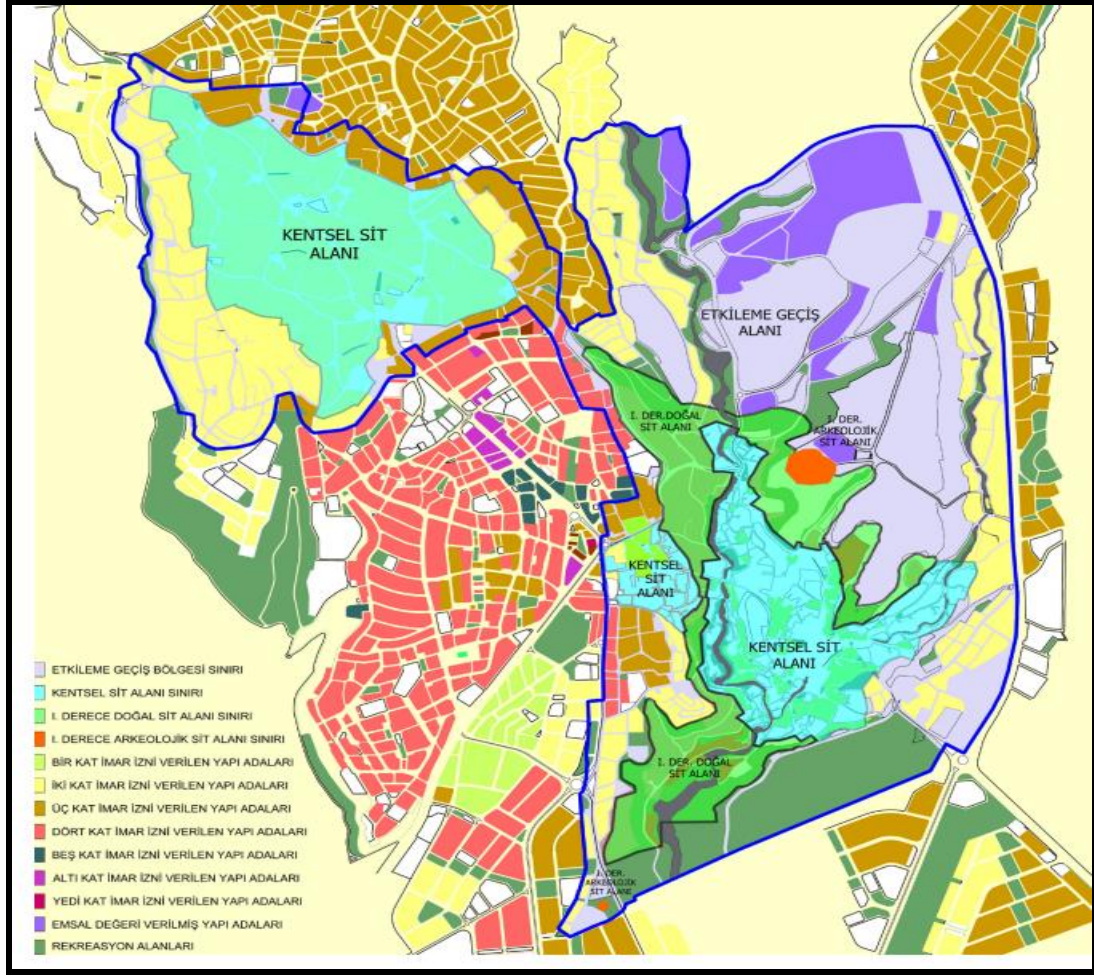 KENTSEL SİT
ALANI
ETKİLEME GEÇİŞ
ALANI
I. DER.DOĞAL
SİT ALANI
I. DER.
ARKEOLOJİK
SİT ALANI
KENTSEL
SİT
ALANI
KENTSEL SİT
ALANI
I. DER. DOĞAL
SİT ALANI
I. DER.
ARKEOLOJİK
SİT ALANI
ETKİLEME GEÇİŞ BÖLGESİ SINIRI
KENTSEL SİT ALANI SINIRI
I. DERECE DOĞAL SİT ALANI SINIRI
I. DERECE ARKEOLOJİK SİT ALANI SINIRI
BİR KAT İMAR İZNİ VERİLEN YAPI ADALARI
İKİ KAT İMAR İZNİ VERİLEN YAPI ADALARI
ÜÇ KAT İMAR İZNİ VERİLEN YAPI ADALARI
DÖRT KAT İMAR İZNİ VERİLEN YAPI ADALARI
BEŞ KAT İMAR İZNİ VERİLEN YAPI ADALARI
ALTI KAT İMAR İZNİ VERİLEN YAPI ADALARI
YEDİ KAT İMAR İZNİ VERİLEN YAPI ADALARI
EMSAL DEĞERİ VERİLMİŞ YAPI ADALARI
REKREASYON ALANLARI